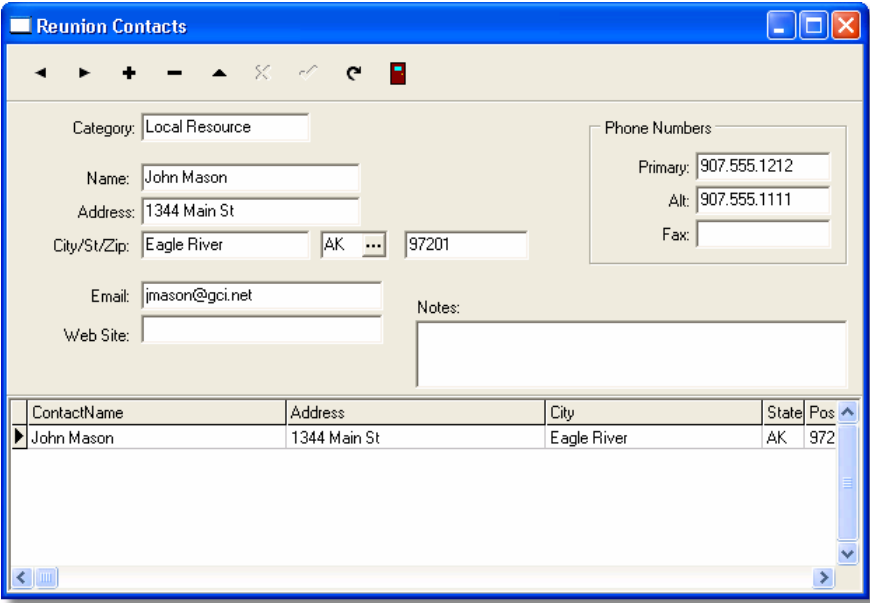 Reunion Contacts
Category: Local Resource
Phone Numbers
Name: John Mason
Primary: 907.555.1212
Address: 1344 Main St
Alt: 907.555.1111
City/St/Zip: Eagle River AK ... 97201
Fax:
Email: jmason@gci.net
Notes:
Web Site:
ContactName Address City State Pos
John Mason 1344 Main St Eagle River AK 972